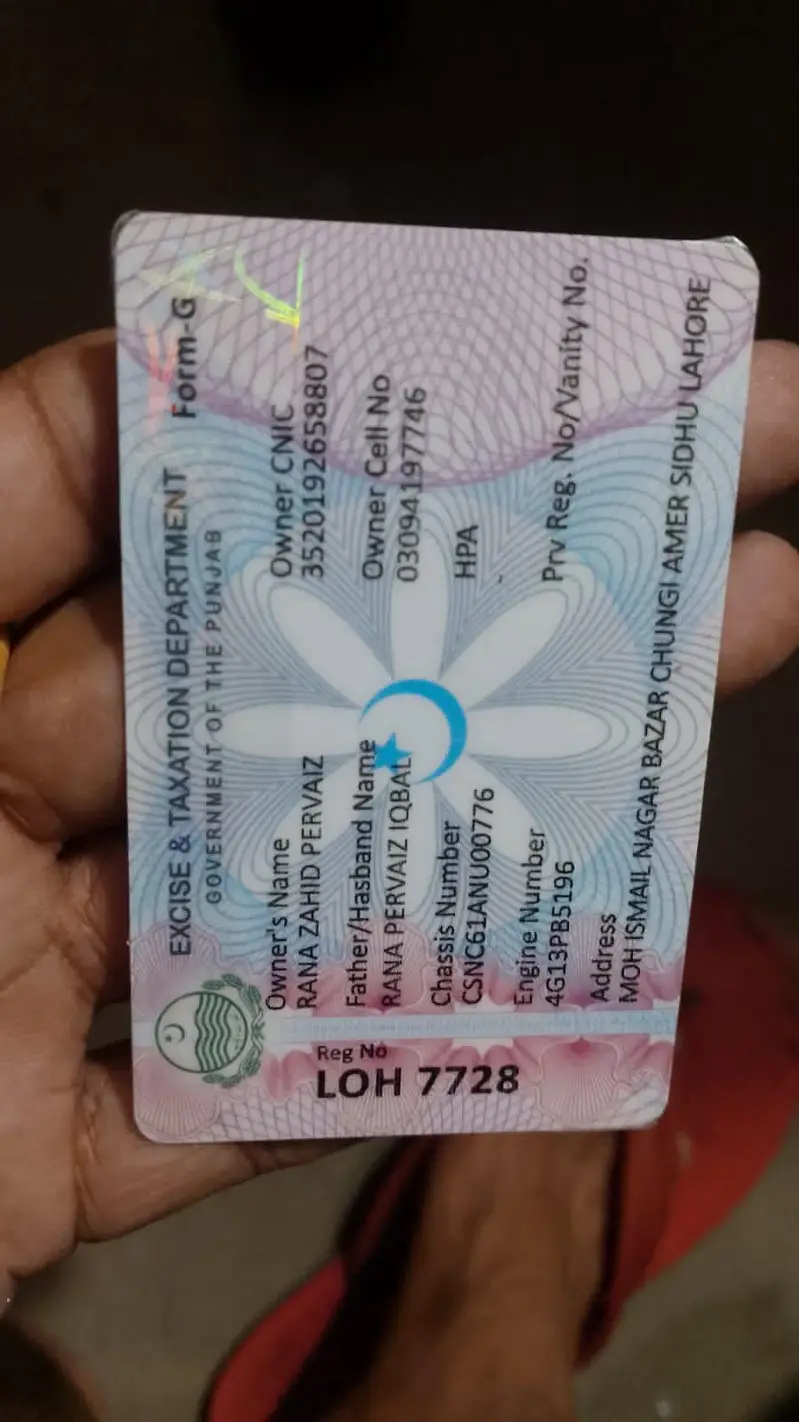 EXCISE & TAXATION DEPARTMENT Form-G
GOVERNMENT OF THE PUNJAB
Owner's Name
RANA ZAHID PERVAIZ
Owner CNIC
3520192658807
Father/Hasband Name
RANA PERVAIZ IQBAL
Owner Cell No
03094197746
Chassis Number
CSNC61ANU00776
HPA
-
Engine Number
4G13PB5196
Prv Reg. No/Vanity No.
Address
MOH ISMAIL NAGAR BAZAR CHUNGI AMER SIDHU LAHORE
Reg No
LOH 7728